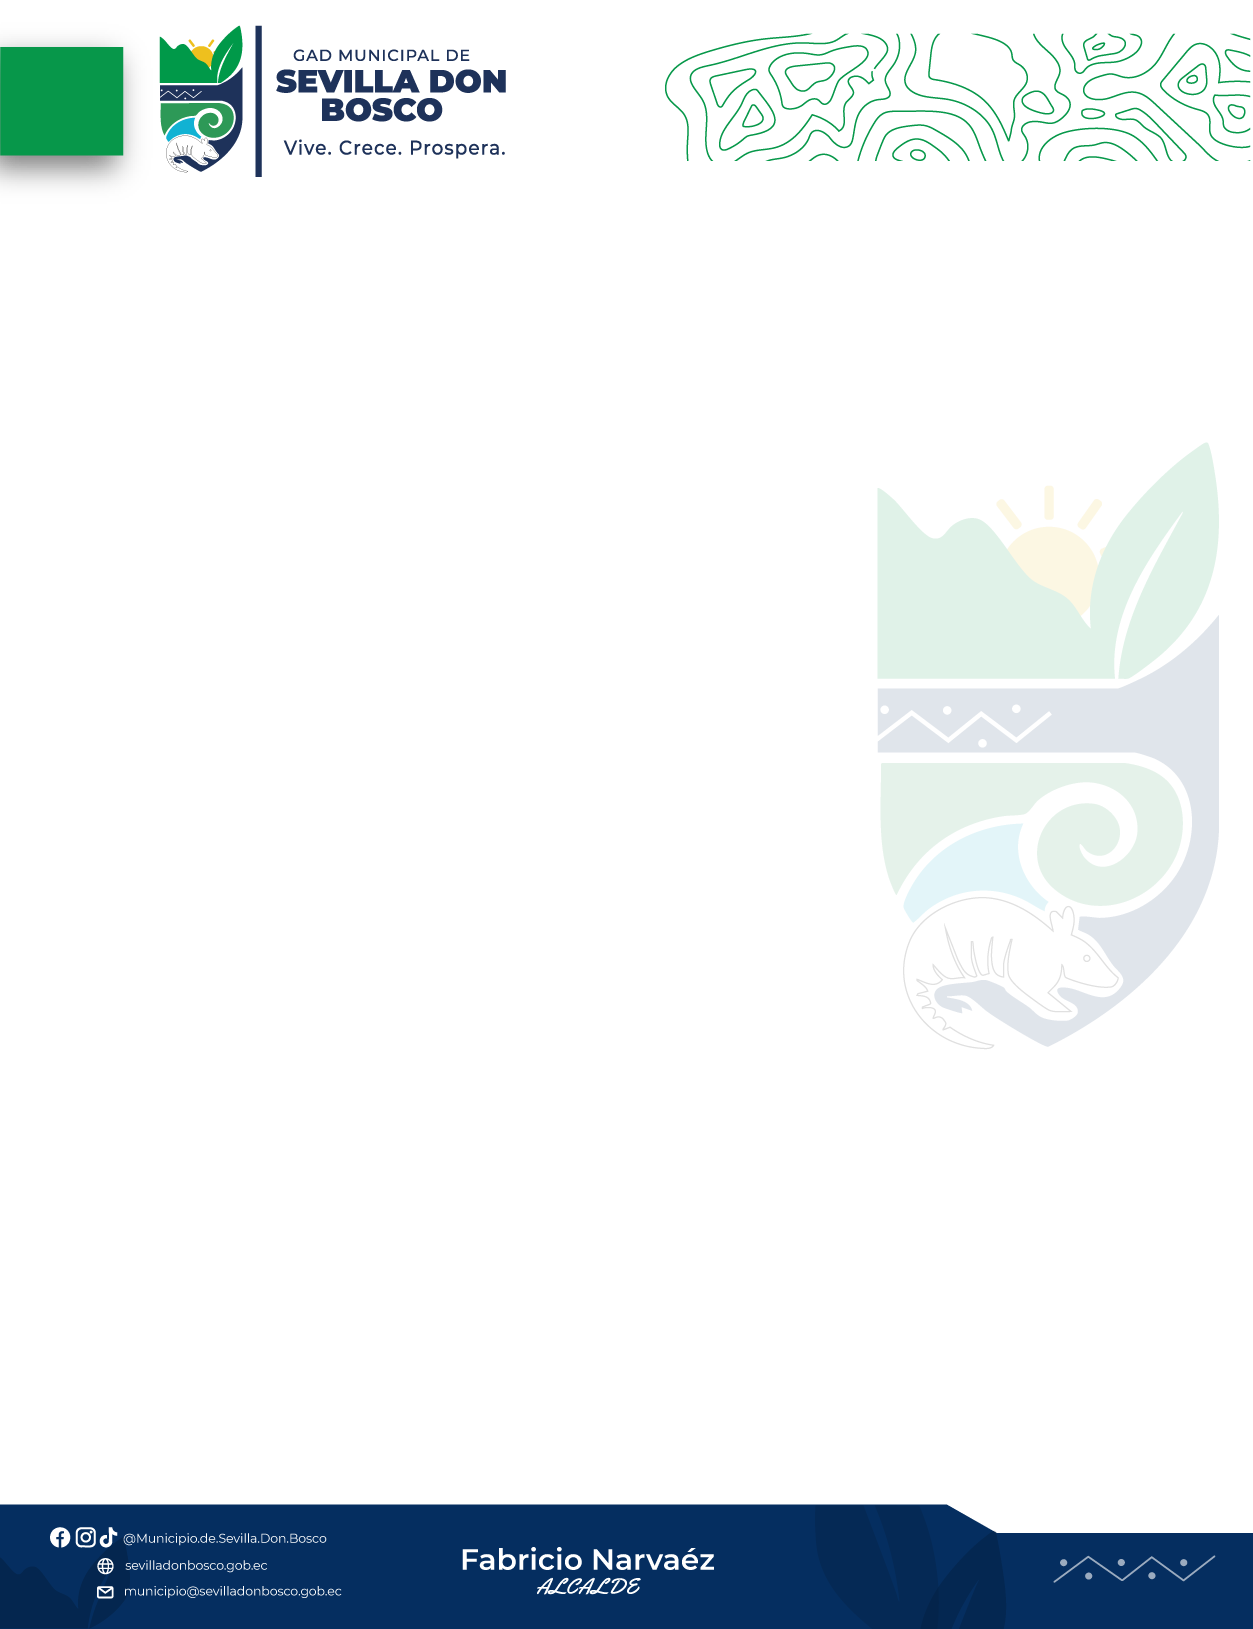 GAD MUNICIPAL DE
SEVILLA DON
BOSCO
Vive. Crece. Prospera.
@Municipio.de.Sevilla.Don.Bosco
sevilladonbosco.gob.ec
municipio@sevilladonbosco.gob.ec
Fabricio Narvaéz
ALCALDE